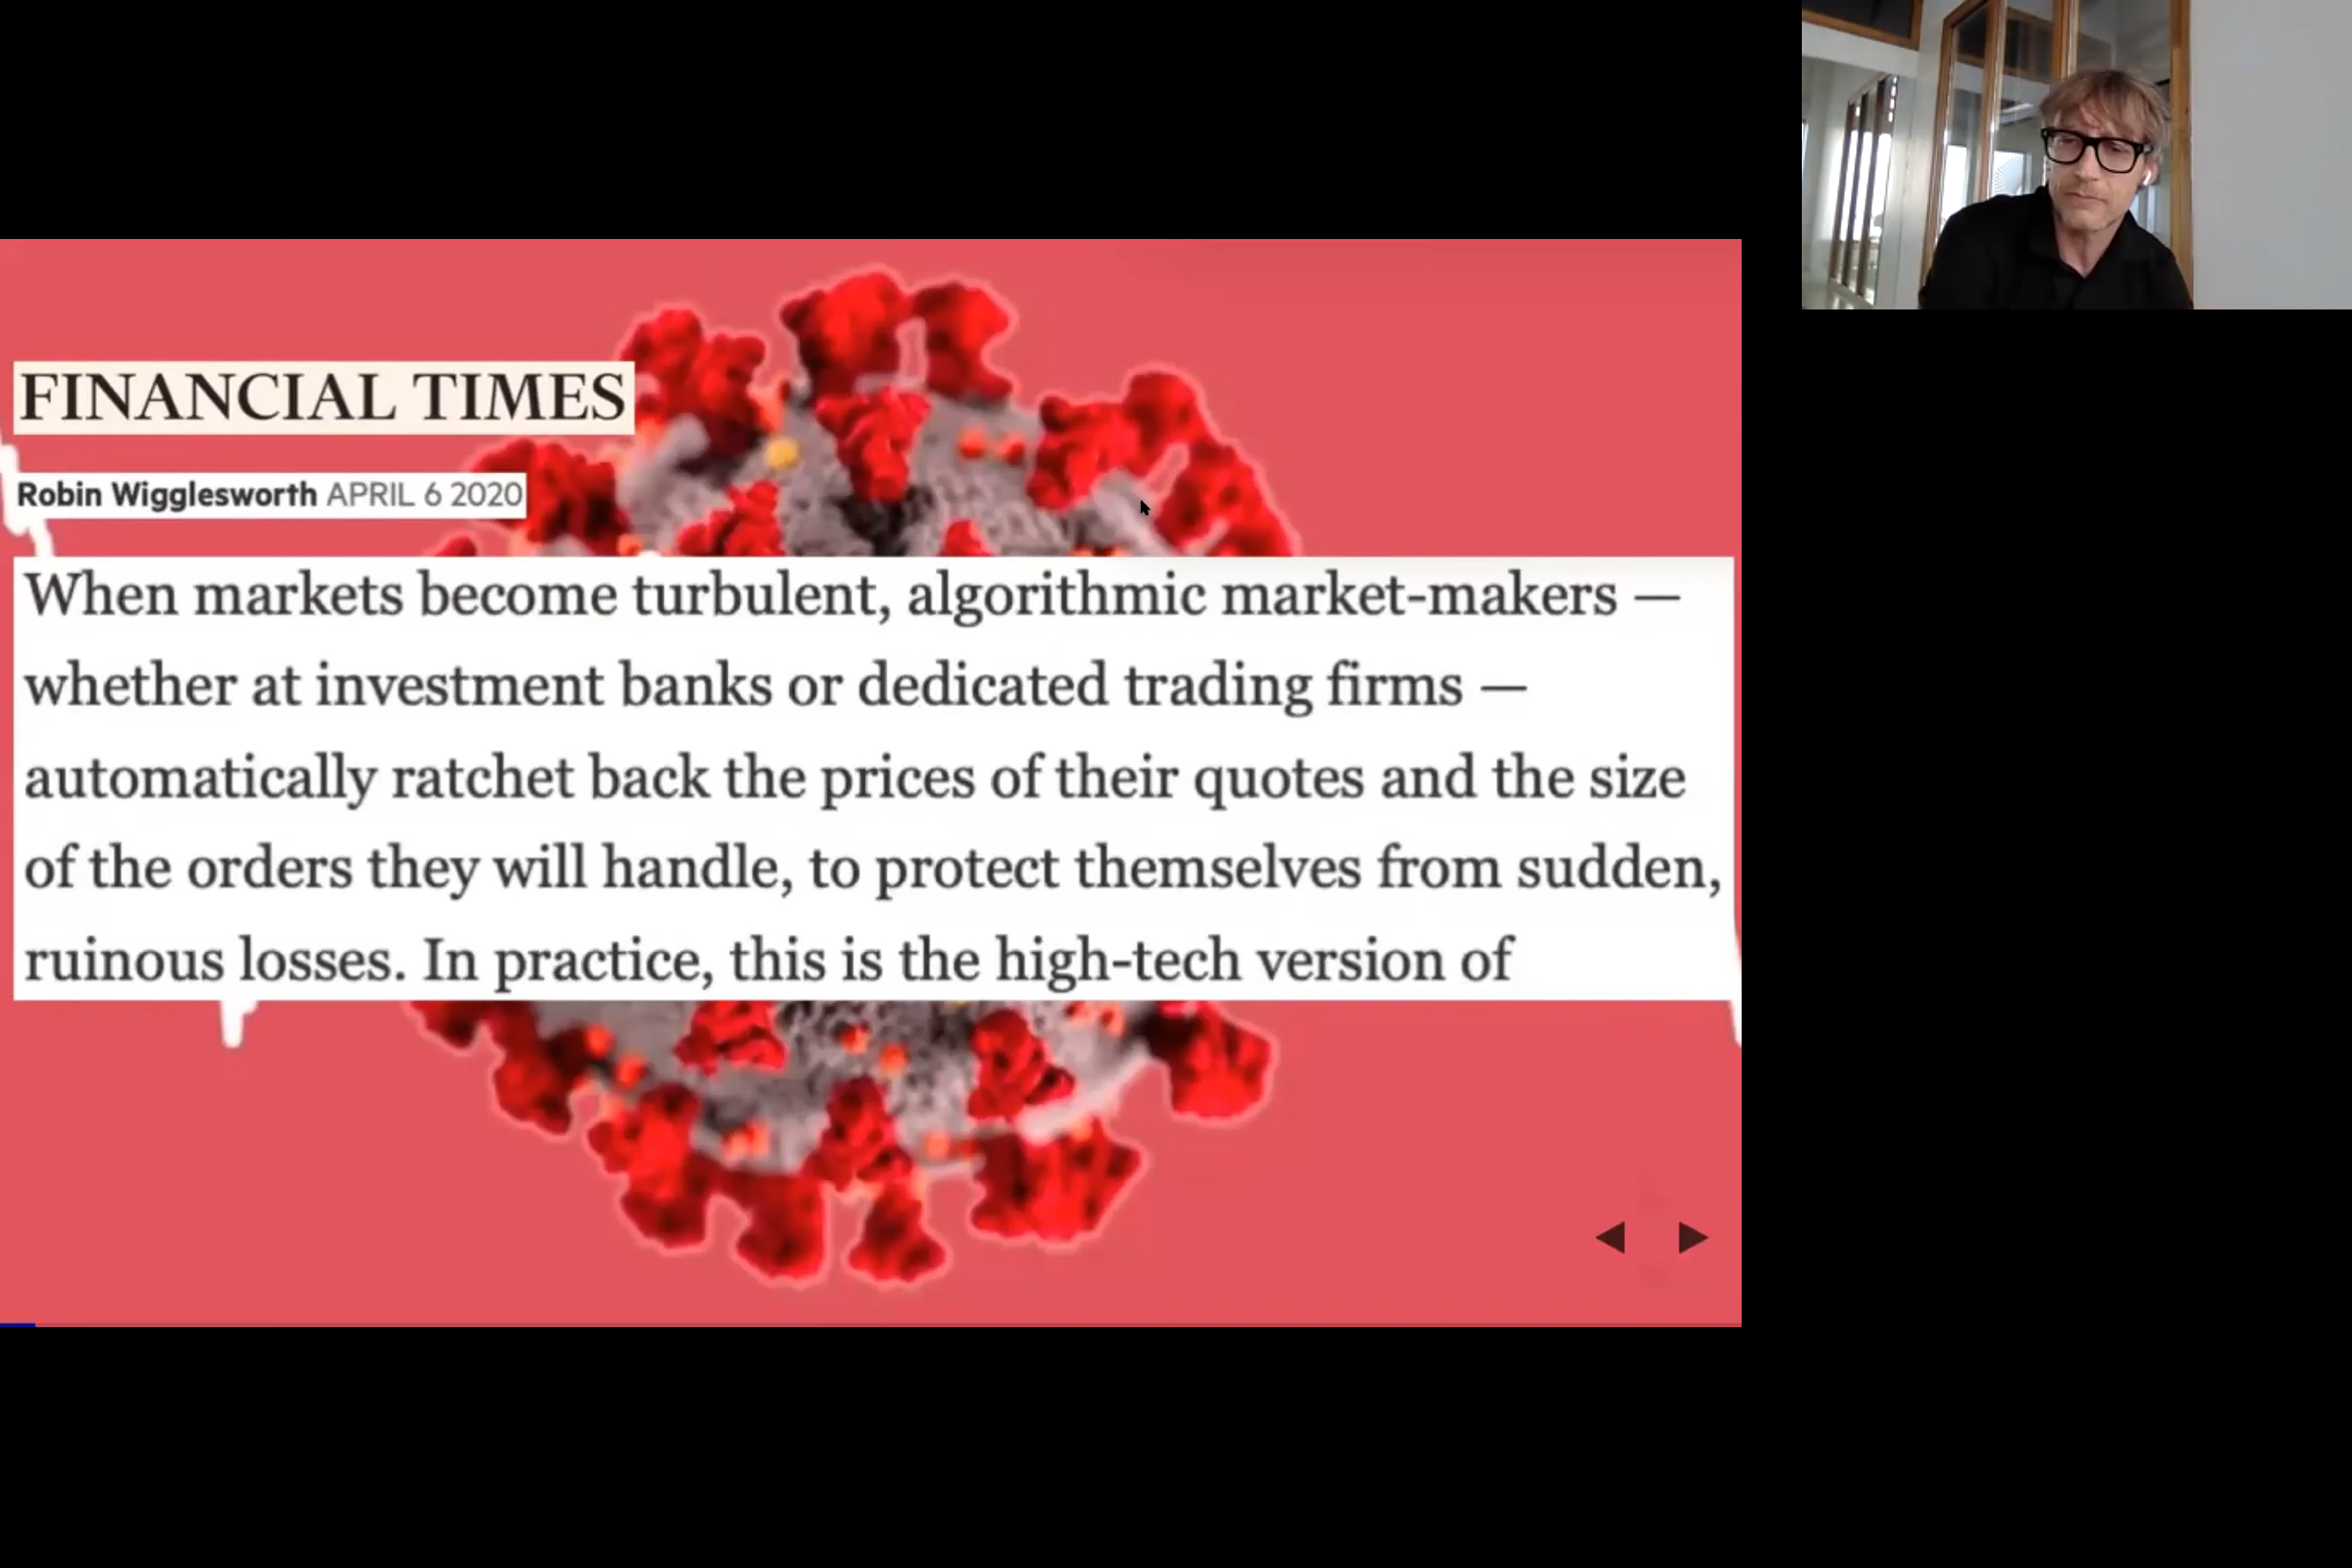 FINANCIAL TIMES
Robin Wigglesworth APRIL 6 2020
When markets become turbulent, algorithmic market-makers —
whether at investment banks or dedicated trading firms —
automatically ratchet back the prices of their quotes and the size
of the orders they will handle, to protect themselves from sudden,
ruinous losses. In practice, this is the high-tech version of